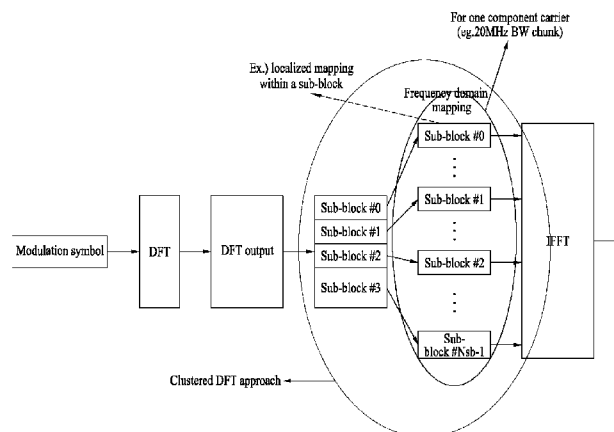 For one component carrier
(eg.20MHz BW chunk)
Ex.) localized mapping
within a sub-block
Frequency domain
mapping
Sub-block #0
Sub-block #0
Sub-block #1
Sub-block #1
Modulation symbol
DFT
DFT output
Sub-block #2
Sub-block #2
IFFT
Sub-block #3
Sub-
block #Nsb-1
Clustered DFT approach